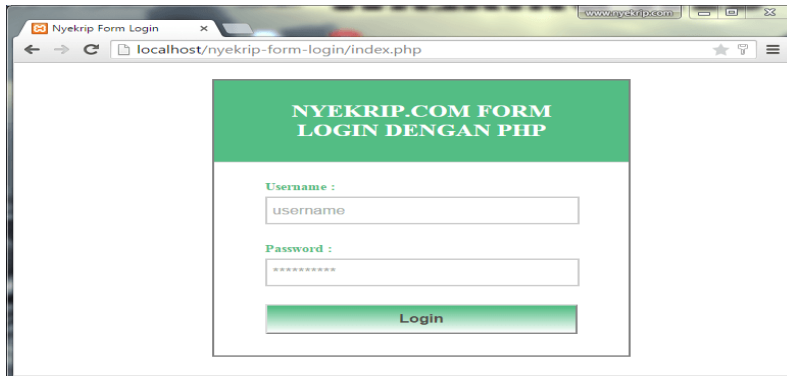 www.nyekrip.com
Nyekrip Form Login
localhost/nyekrip-form-login/index.php
NYEKRIP.COM FORM
LOGIN DENGAN PHP
Username :
username
Password :
**********
Login